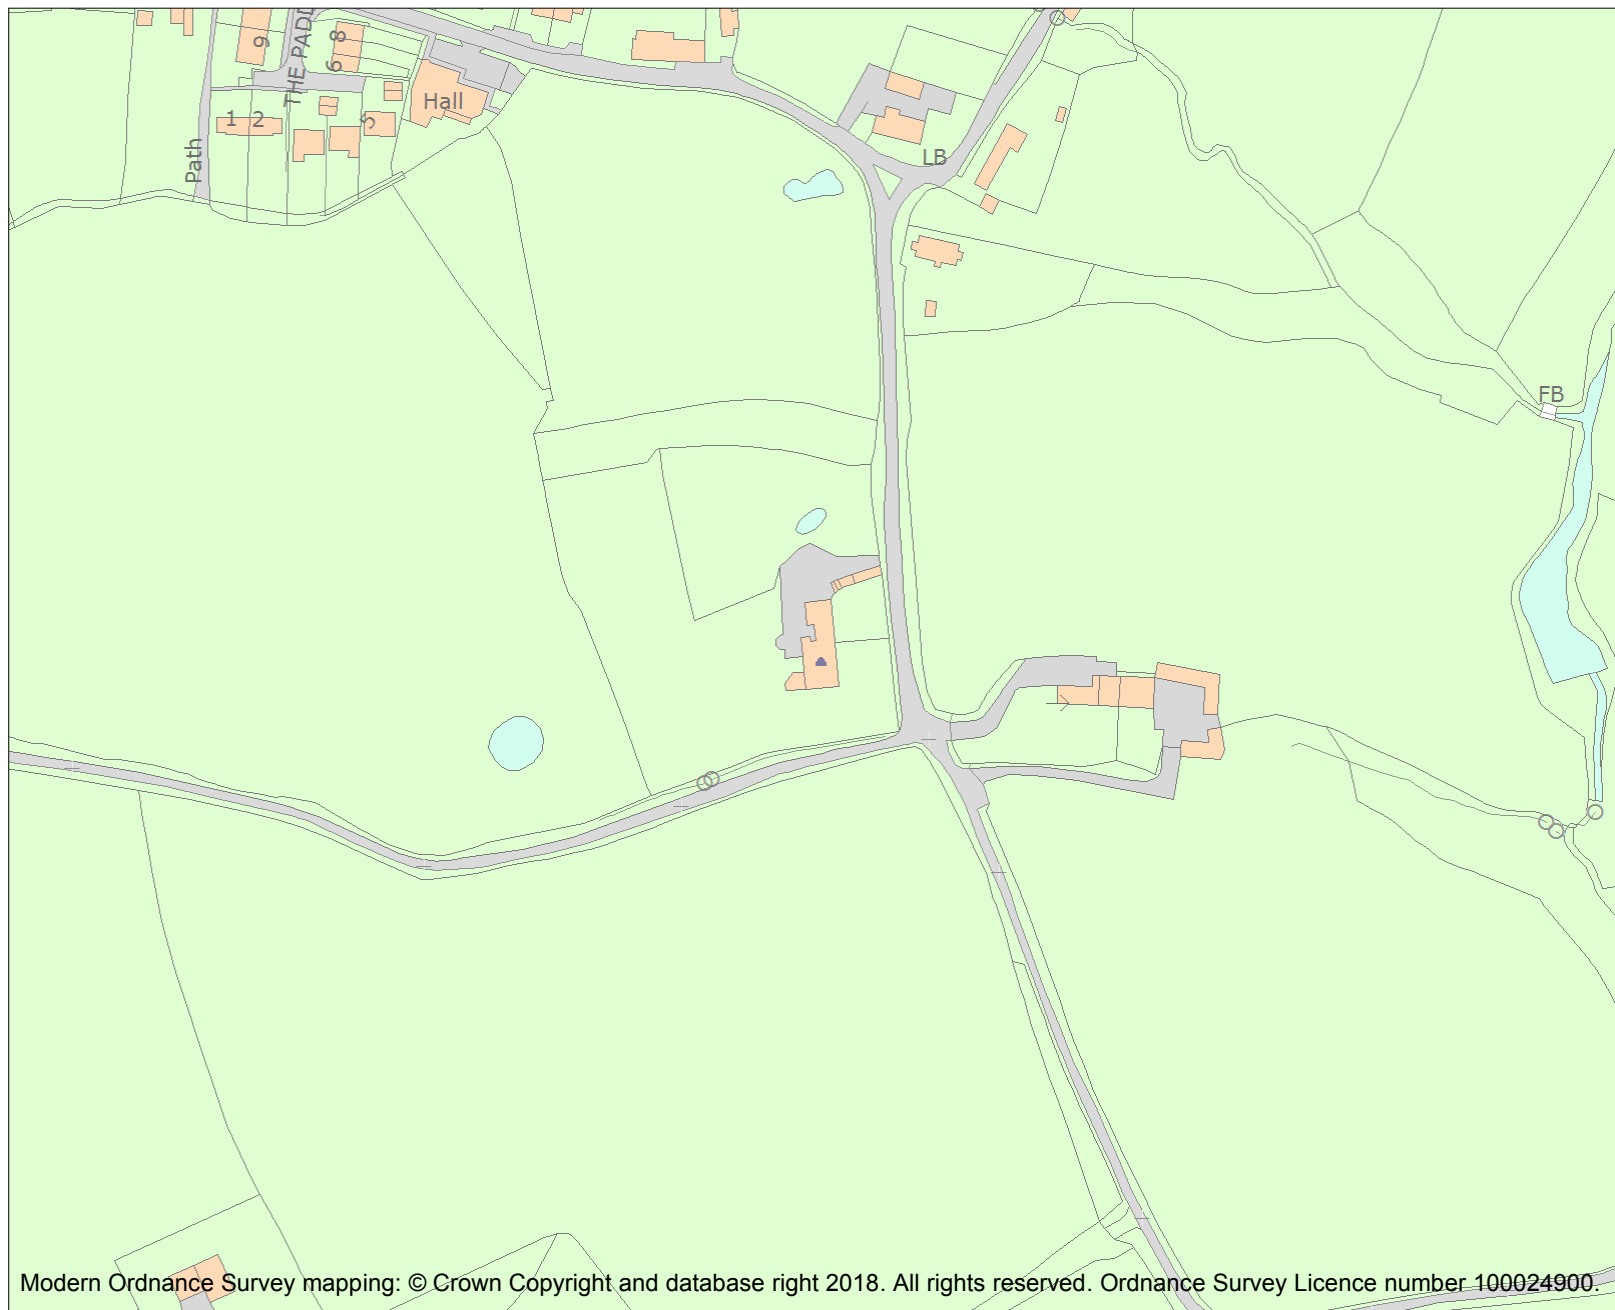 9
THE PADD
8
6
Hall
1
2
5
Path
LB
FB
Modern Ordnance Survey mapping: © Crown Copyright and database right 2018. All rights reserved. Ordnance Survey Licence number 100024900.